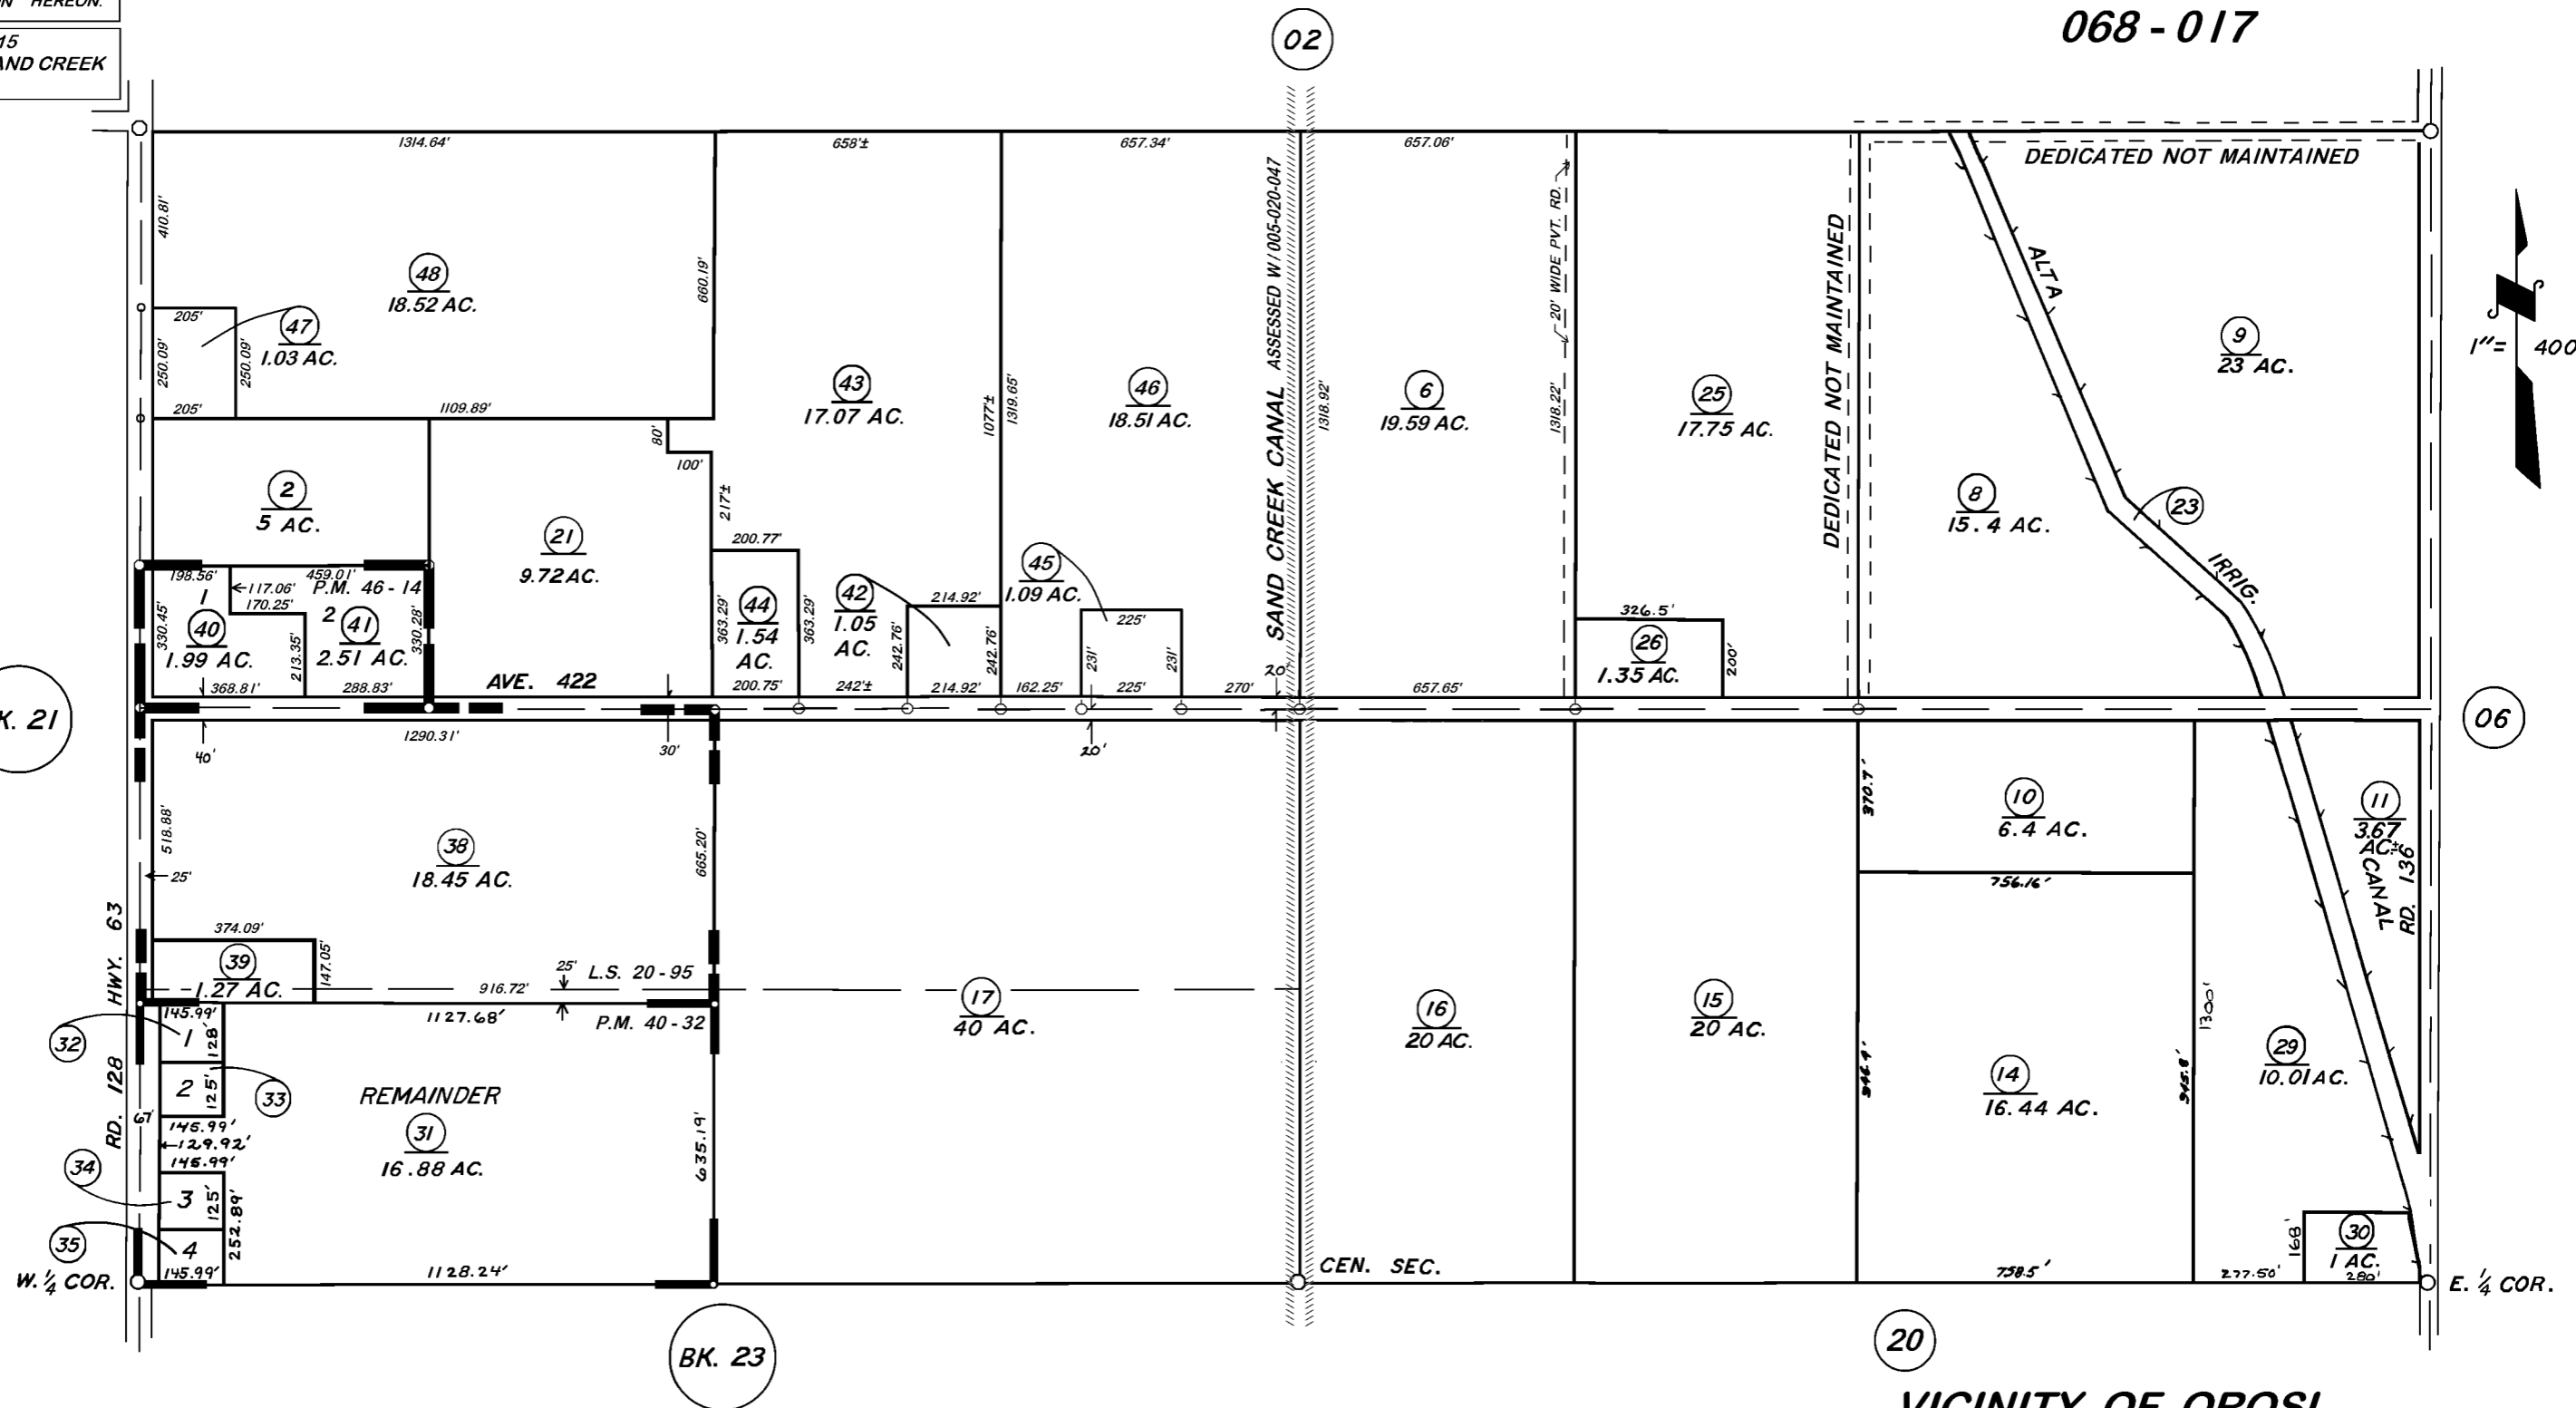 HEREON.
15
AND CREEK
02
068 - 017
1314.64'
658'±
657.34'
657.06'
DEDICATED NOT MAINTAINED
410.81'
660.19'
48
18.52 AC.
205'
47
1.03 AC.
250.09'
250.09'
205'
1109.89'
43
17.07 AC.
1077'±
1319.65'
46
18.51 AC.
SAND CREEK CANAL ASSESSED W/ 005-020-047
1318.92'
6
19.59 AC.
20' WIDE PVT. RD.
1318.22'
25
17.75 AC.
DEDICATED NOT MAINTAINED
ALTA
IRRIG.
9
23 AC.
1"= 400
8
15.4 AC.
23
80'
100'
217'±
2
5 AC.
21
9.72 AC.
198.56'
459.01'
117.06'
P.M. 46 - 14
170.25'
330.45'
1
40
1.99 AC.
213.35'
2
41
2.51 AC.
330.28'
368.81'
288.83'
AVE. 422
200.77'
363.29'
44
1.54
AC.
363.29'
200.75'
42
1.05
AC.
242'±
214.92'
242.76'
242.76'
214.92'
45
1.09 AC.
225'
231'
231'
162.25'
225'
270'
20'
657.65'
326.5'
26
1.35 AC.
200'
K. 21
06
1290.31'
40'
30'
20'
518.88'
25'
38
18.45 AC.
665.20'
HWY. 63
374.09'
39
1.27 AC.
147.05'
916.72'
25'
L.S. 20 - 95
P.M. 40 - 32
1127.68'
17
40 AC.
16
20 AC.
15
20 AC.
370.7'
10
6.4 AC.
756.16'
11
3.67
AC.±
CANAL
RD. 136
1300'
14
16.44 AC.
945.8'
29
10.01 AC.
32
145.99'
1
128'
RD. 128
2
125'
33
67'
145.99'
129.92'
145.99'
34
3
125'
252.89'
35
4
145.99'
REMAINDER
31
16.88 AC.
635.19'
1128.24'
W. 1/4 COR.
CEN. SEC.
758.5'
277.50'
168'
30
1 AC.
280'
E. 1/4 COR.
BK. 23
20
VICINITY OF OROSI